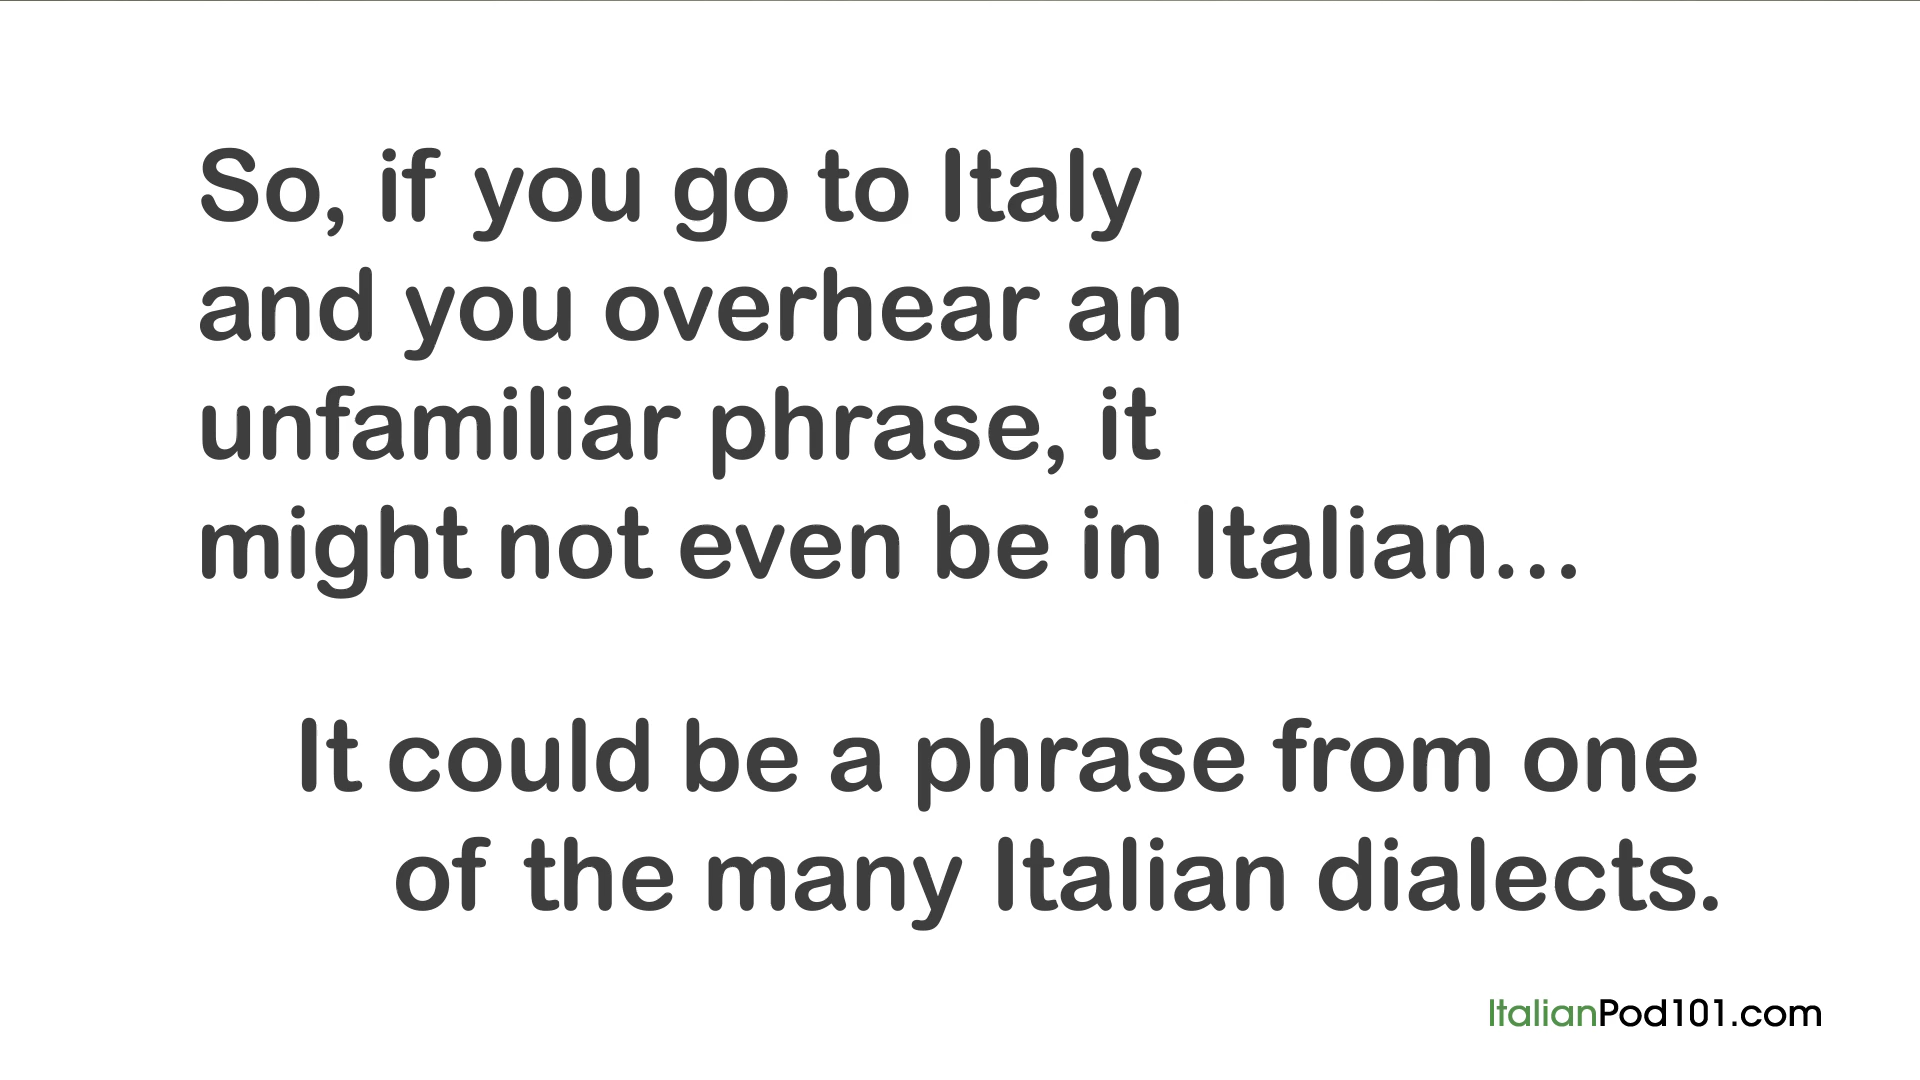 So, if you go to Italy
and you overhear an
unfamiliar phrase, it
might not even be in Italian...
It could be a phrase from one
of the many Italian dialects.
ItalianPod101.com